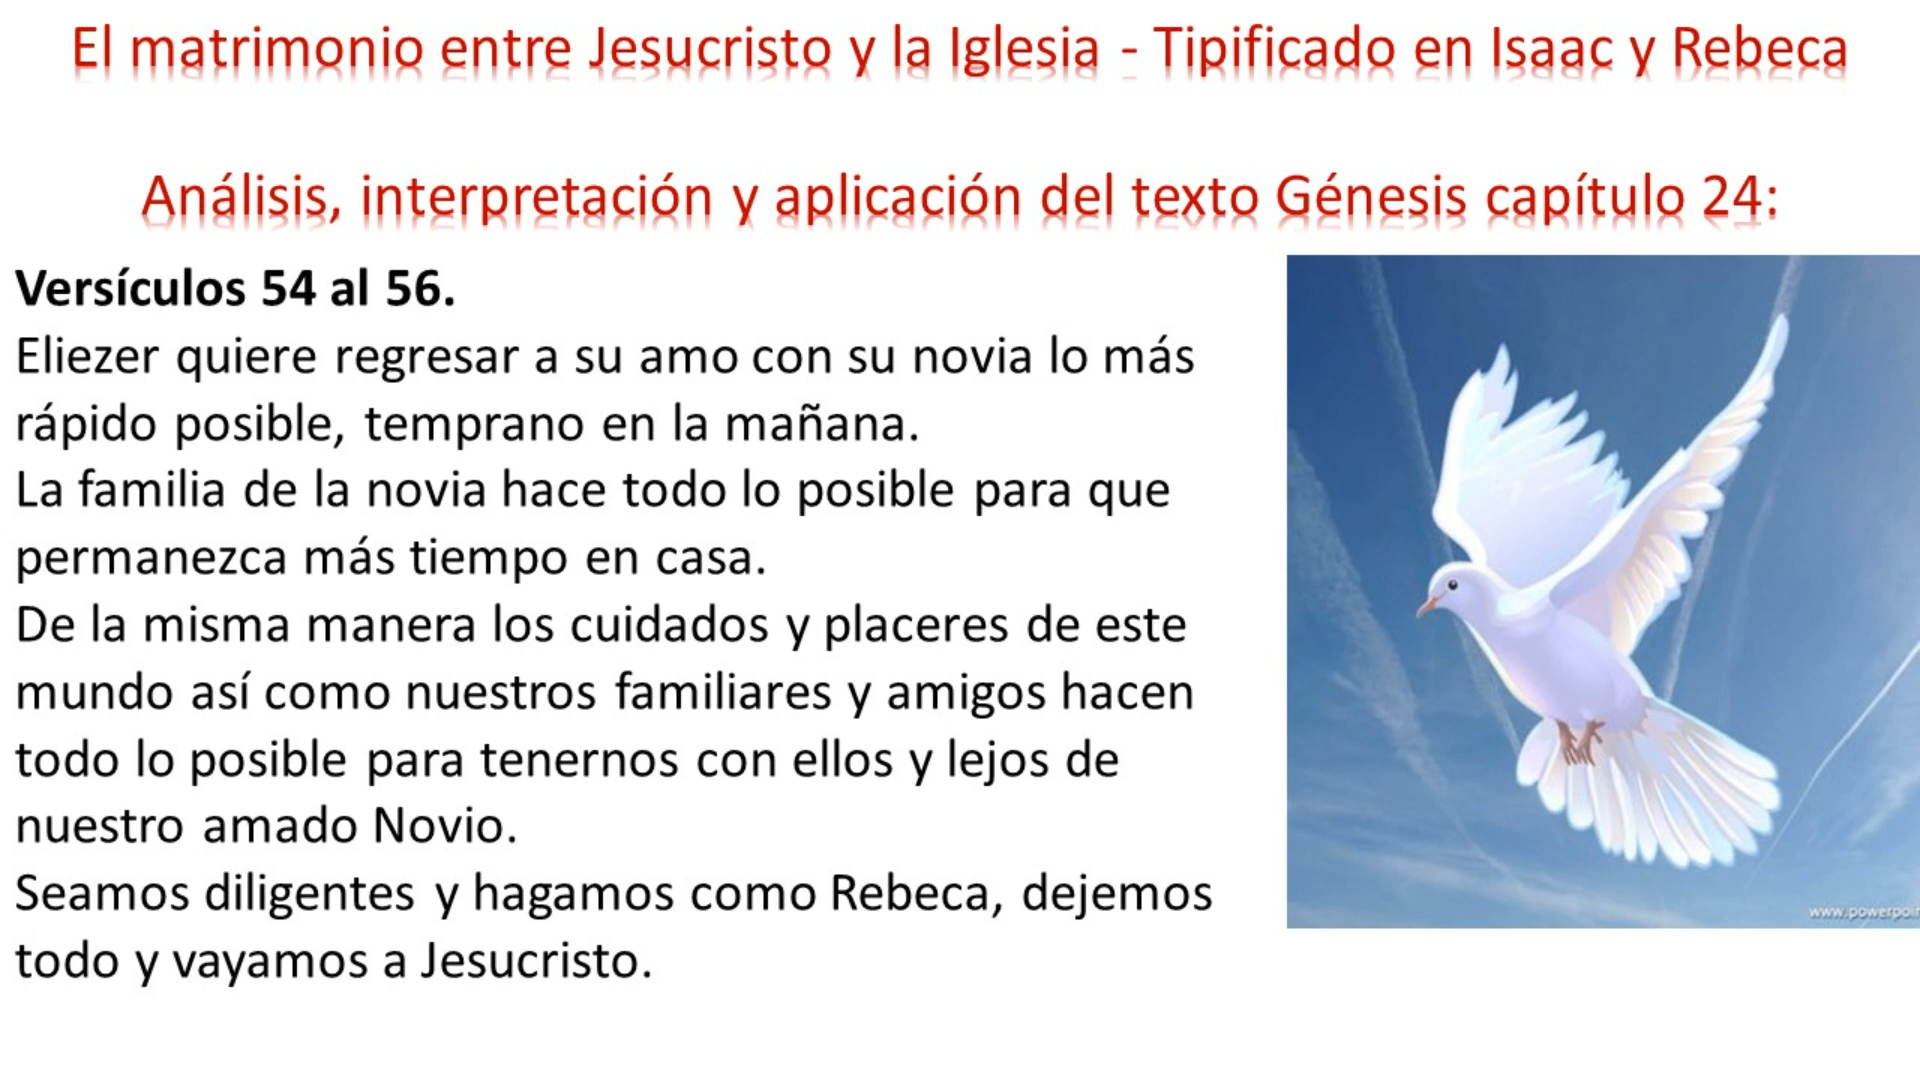 El matrimonio entre Jesucristo y la Iglesia - Tipificado en Isaac y Rebeca
Análisis, interpretación y aplicación del texto Génesis capítulo 24:
Versículos 54 al 56.
Eliezer quiere regresar a su amo con su novia lo más
rápido posible, temprano en la mañana.
La familia de la novia hace todo lo posible para que
permanezca más tiempo en casa.
De la misma manera los cuidados y placeres de este
mundo así como nuestros familiares y amigos hacen
todo lo posible para tenernos con ellos y lejos de
nuestro amado Novio.
Seamos diligentes y hagamos como Rebeca, dejemos
todo y vayamos a Jesucristo.